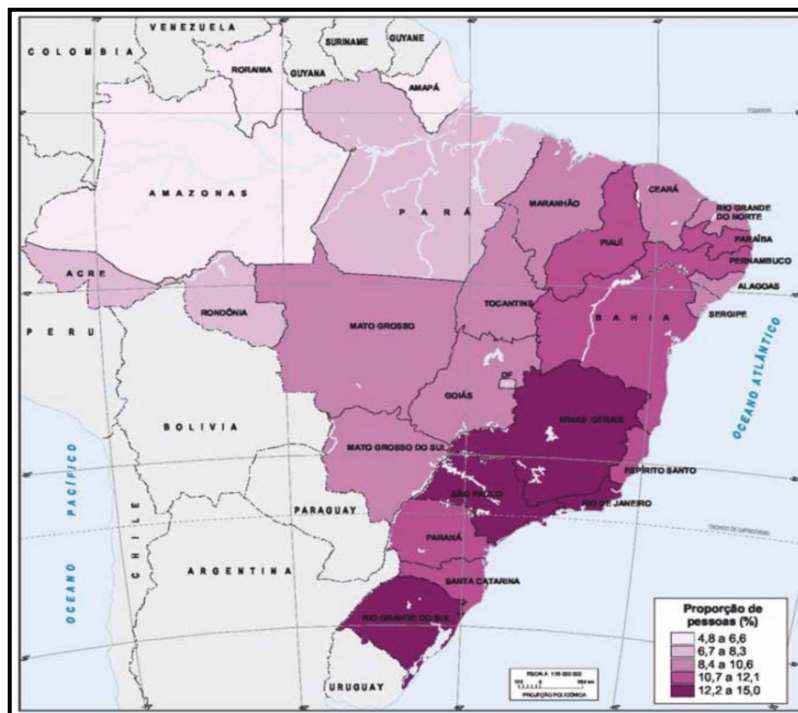 VENEZUELA
COLOMBIA
SURINAME
GUYANE
GUYANA
RORAIMA
AMAPÁ
AMAZONAS
PARÁ
MARANHÃO
CEARÁ
RIO GRANDE
DO NORTE
PIAUÍ
PARAÍBA
PERNAMBUCO
ACRE
ALAGOAS
TOCANTINS
RONDÔNIA
SERGIPE
BAHIA
PERU
MATO GROSSO
OCEANO ATLÂNTICO
DF
GOIÁS
BOLIVIA
MINAS GERAIS
MATO GROSSO DO SUL
ESPÍRITO SANTO
SÃO PAULO
RIO DE JANEIRO
OCEANO PACÍFICO
PARAGUAY
CHILE
PARANÁ
ARGENTINA
SANTA CATARINA
RIO GRANDE DO SUL
URUGUAY
PROJEÇÃO POLICÔNICA
Proporção de
pessoas (%)
4,8 a 6,6
6,7 a 8,3
8,4 a 10,6
10,7 a 12,1
12,2 a 15,0